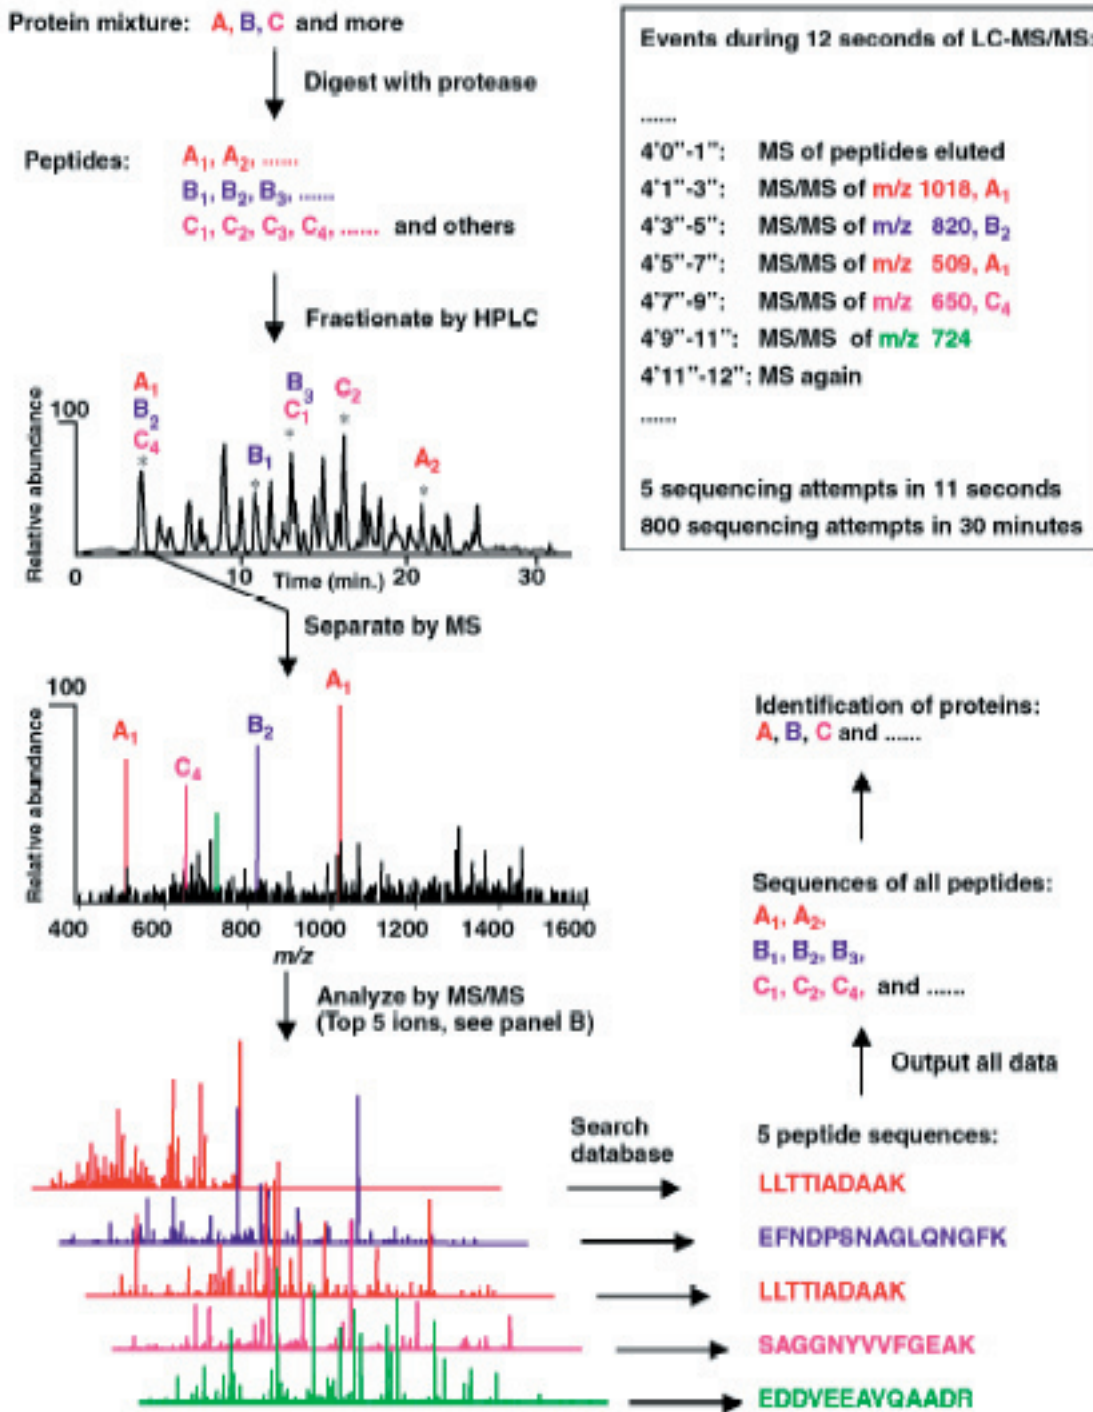 Protein mixture: A, B, C and more
Digest with protease
Peptides: A1, A2, ......
B1, B2, B3, ......
C1, C2, C3, C4, ...... and others
Fractionate by HPLC
A1
B2
C4
B1
B3
C1
C2
A2
100
Relative abundance
0 10 20 30
Time (min.)
Separate by MS
100
A1
C4
B2
A1
Relative abundance
400 600 800 1000 1200 1400 1600
m/z
Analyze by MS/MS
(Top 5 ions, see panel B)
Events during 12 seconds of LC-MS/MS:
......
4'0"-1": MS of peptides eluted
4'1"-3": MS/MS of m/z 1018, A1
4'3"-5": MS/MS of m/z 820, B2
4'5"-7": MS/MS of m/z 509, A1
4'7"-9": MS/MS of m/z 650, C4
4'9"-11": MS/MS of m/z 724
4'11"-12": MS again
......
5 sequencing attempts in 11 seconds
800 sequencing attempts in 30 minutes
Identification of proteins:
A, B, C and ......
Sequences of all peptides:
A1, A2,
B1, B2, B3,
C1, C2, C4, and ......
Output all data
Search
database
5 peptide sequences:
LLTTIADAAK
EFNDPSNAGLQNGFK
LLTTIADAAK
SAGGNYVVFGEAK
EDDVEEAVQAADR